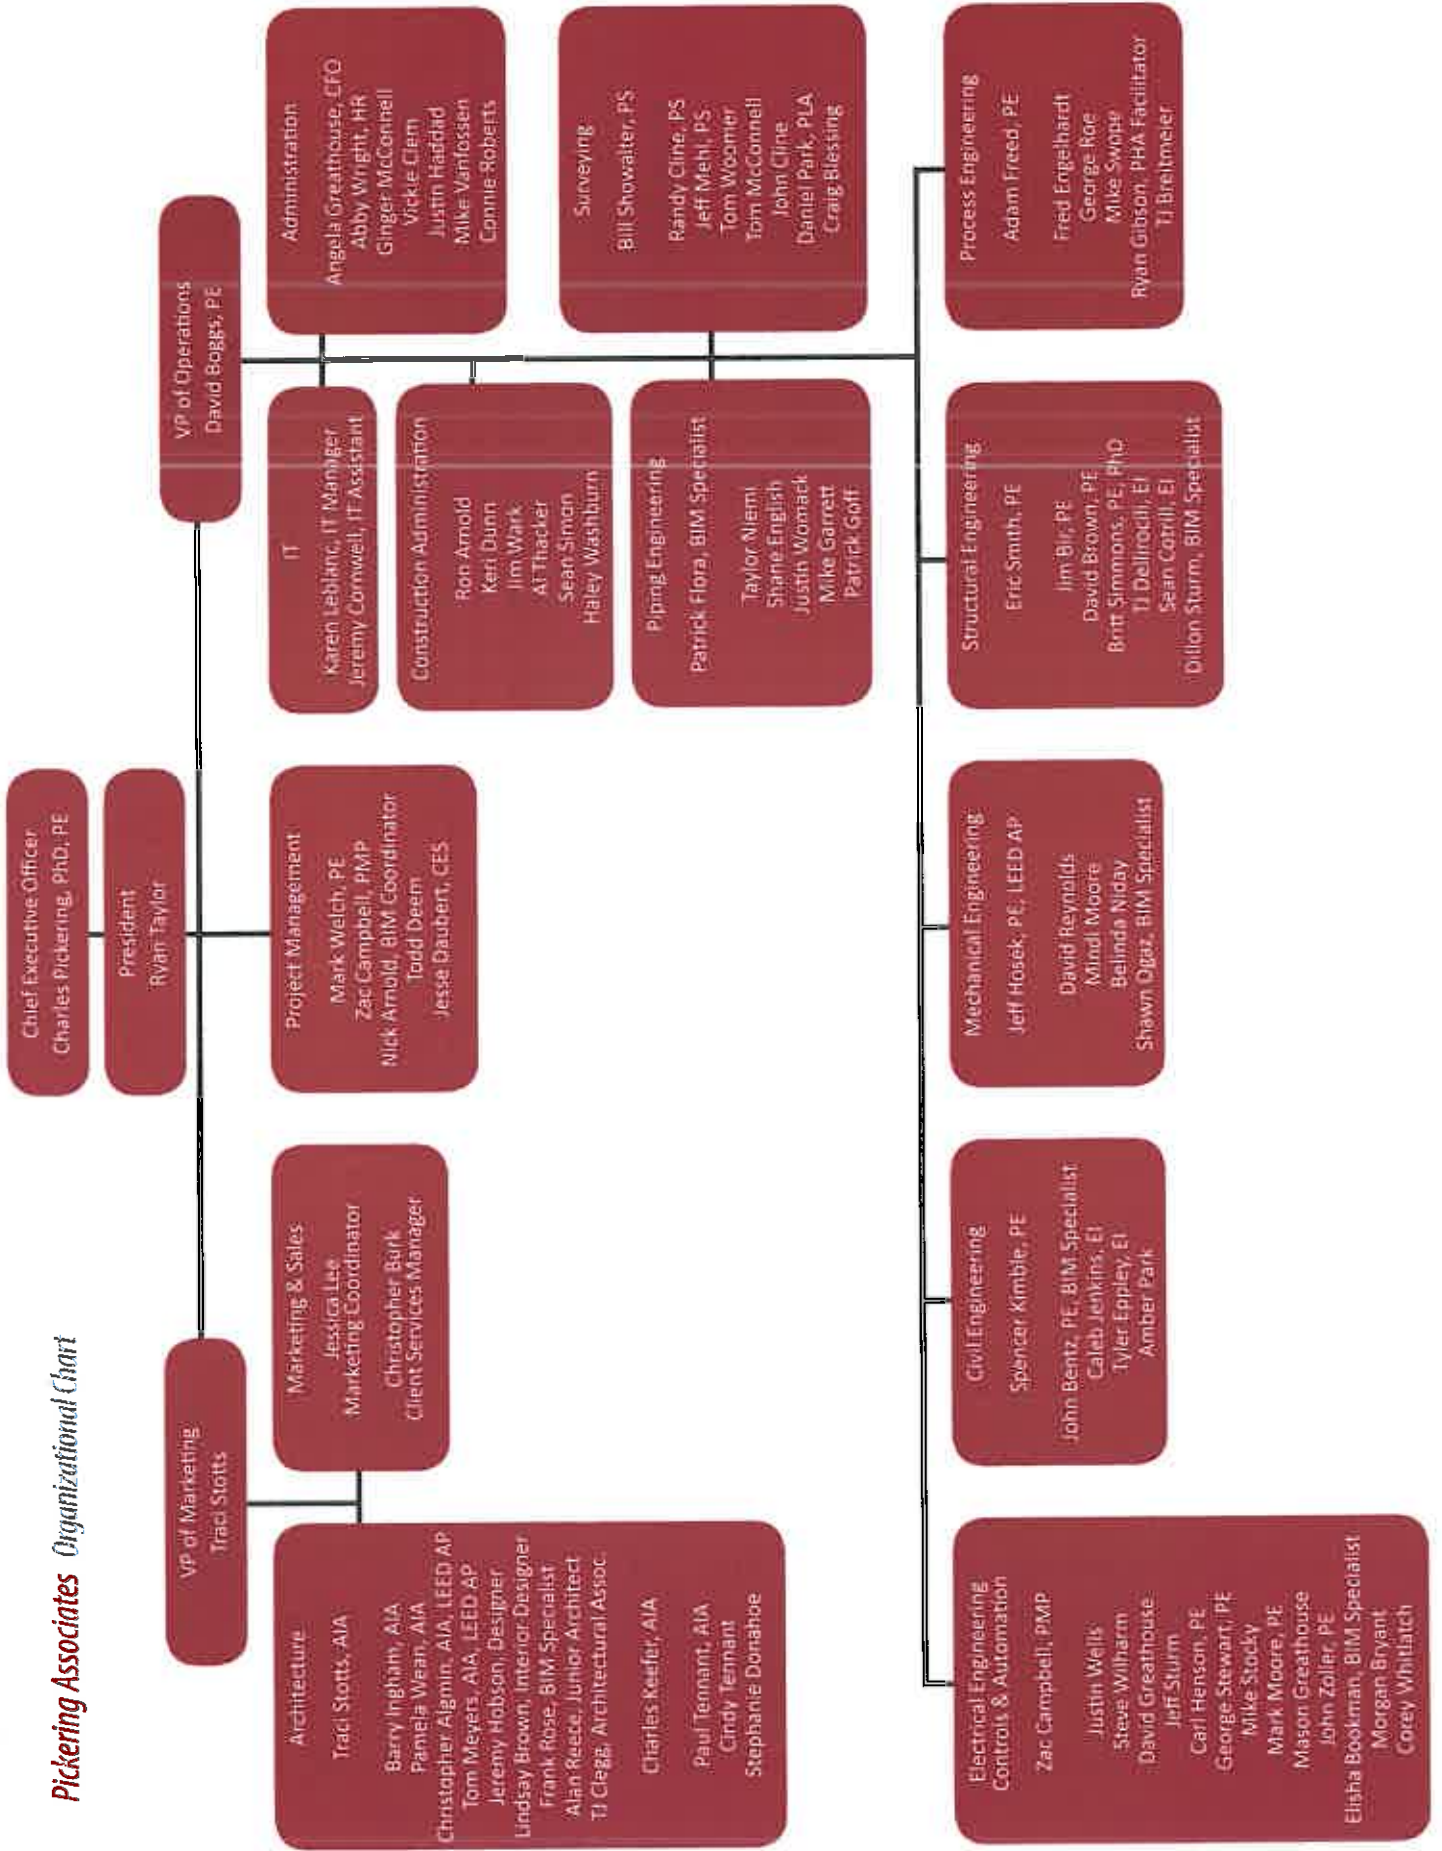 Pickering Associates Organizational Chart
Chief Executive Officer
Charles Pickering, PhD, PE
President
Ryan Taylor
VP of Marketing
Traci Stotts
VP of Operations
David Boggs, PE
Architecture
Traci Stotts, AIA
Barry Ingham, AIA
Pamela Wean, AIA
Christopher Algmin, AIA, LEED AP
Tom Meyers, AIA, LEED AP
Jeremy Hobson, Designer
Lindsay Brown, Interior Designer
Frank Rose, BIM Specialist
Alan Reece, Junior Architect
TJ Clegg, Architectural Assoc.
Charles Keefer, AIA
Paul Tennant, AIA
Cindy Tennant
Stephanie Donahoe
Marketing & Sales
Jessica Lee
Marketing Coordinator
Christopher Burk
Client Services Manager
Project Management
Mark Welch, PE
Zac Campbell, PMP
Nick Arnold, BIM Coordinator
Todd Deem
Jesse Daubert, CES
IT
Karen Leblanc, IT Manager
Jeremy Cornwell, IT Assistant
Administration
Angela Greathouse, CFO
Abby Wright, HR
Ginger McConnell
Vickie Clem
Justin Haddad
Mike Vanfossen
Connie Roberts
Construction Administration
Ron Arnold
Keri Dunn
Jim Wark
Al Thacker
Sean Simon
Haley Washburn
Piping Engineering
Patrick Flora, BIM Specialist
Taylor Niemi
Shane English
Justin Womack
Mike Garrett
Patrick Goff
Surveying
Bill Showalter, PS
Randy Cline, PS
Jeff Mehl, PS
Tom Woomer
Tom McConnell
John Cline
Daniel Park, PLA
Craig Blessing
Electrical Engineering
Controls & Automation
Zac Campbell, PMP
Justin Wells
Steve Wilharm
David Greathouse
Jeff Sturm
Carl Henson, PE
George Stewart, PE
Mike Stocky
Mark Moore, PE
Mason Greathouse
John Zoller, PE
Elisha Bookman, BIM Specialist
Morgan Bryant
Corey Whitlatch
Civil Engineering
Spencer Kimble, PE
John Bentz, PE, BIM Specialist
Caleb Jenkins, EI
Tyler Eppley, EI
Amber Park
Mechanical Engineering
Jeff Hosek, PE, LEED AP
David Reynolds
Mindi Moore
Belinda Niday
Shawn Ogaz, BIM Specialist
Structural Engineering
Eric Smith, PE
Jim Bir, PE
David Brown, PE
Britt Simmons, PE, PhD
TJ Dellrocili, EI
Sean Cottrill, EI
Dillon Sturm, BIM Specialist
Process Engineering
Adam Freed, PE
Fred Engelhardt
George Roe
Mike Swope
Ryan Gibson, PHA Facilitator
TJ Breitmeier